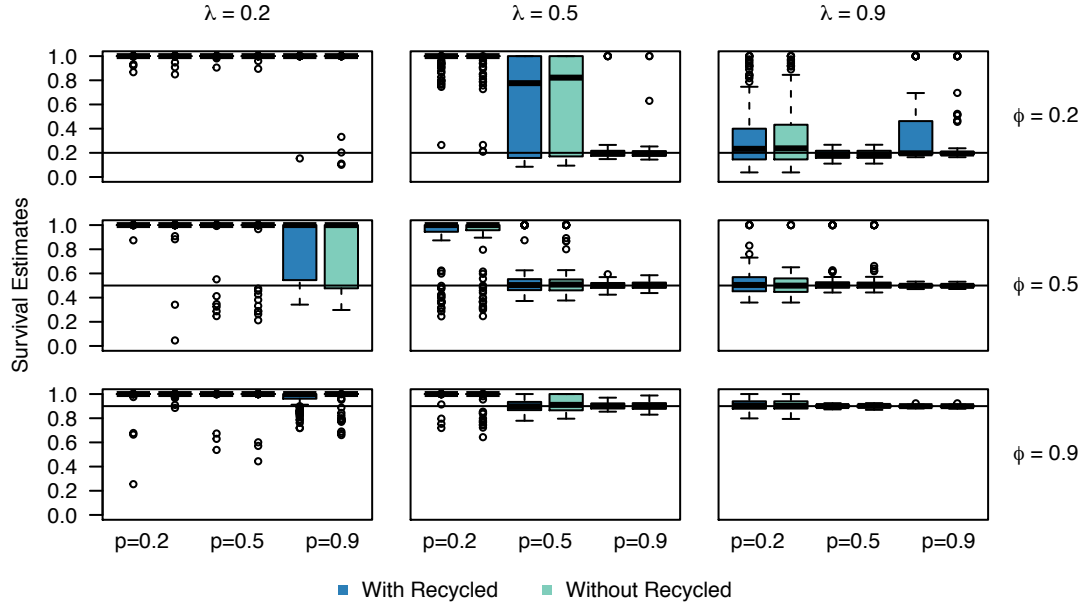 λ = 0.2 λ = 0.5 λ = 0.9
1.0
0.8
0.6
0.4
0.2
0.0
φ = 0.2
Survival Estimates
1.0
0.8
0.6
0.4
0.2
0.0
φ = 0.5
1.0
0.8
0.6
0.4
0.2
0.0
φ = 0.9
p=0.2 p=0.5 p=0.9 p=0.2 p=0.5 p=0.9 p=0.2 p=0.5 p=0.9
With Recycled Without Recycled